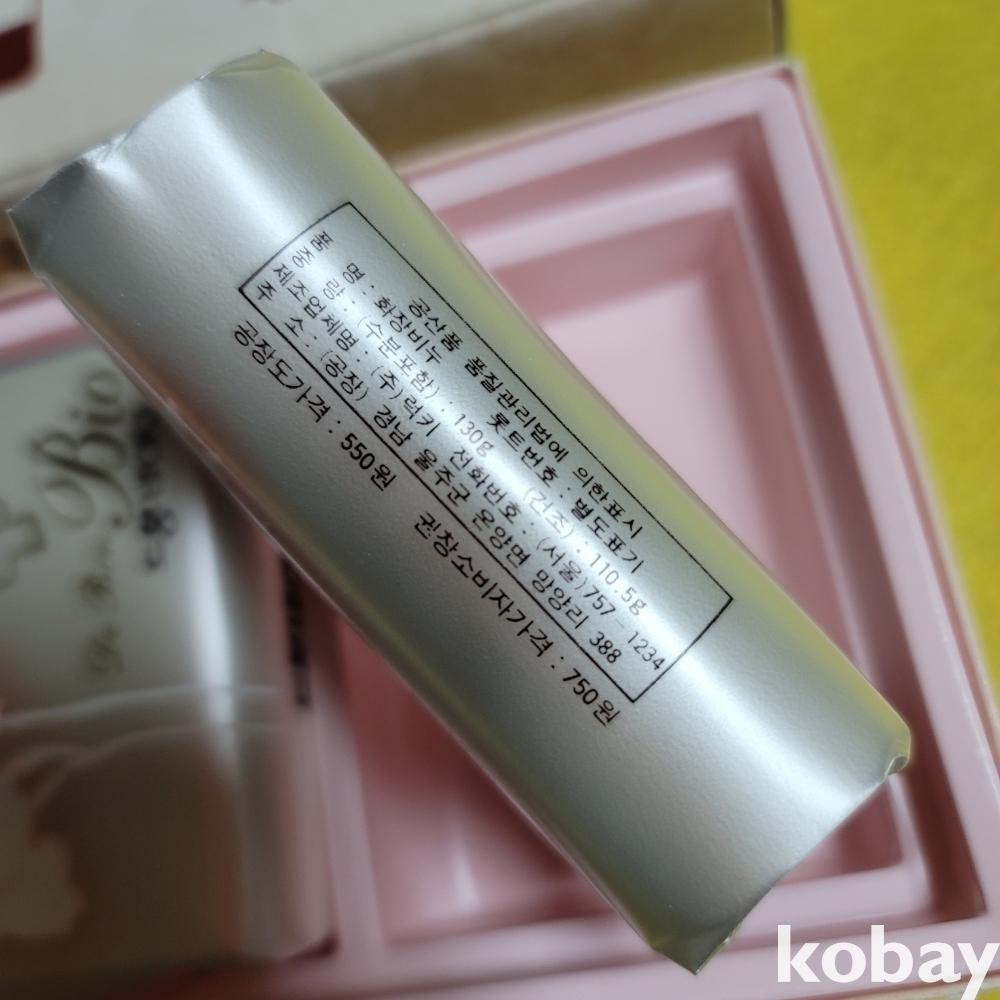 공산품 품질관리법에 의한표시
품 명 : 화장비누 롯트번호 : 별도표기
중 량 : (수분포함) : 130g (건조) : 110.5g
제조업체명 : (주)럭키 전화번호 : (서울)757-1234
주 소 : (공장) 경남 울주군 온양면 망양리 388
공장도가격 : 550원 권장소비자가격 : 750원
Bio
kobay